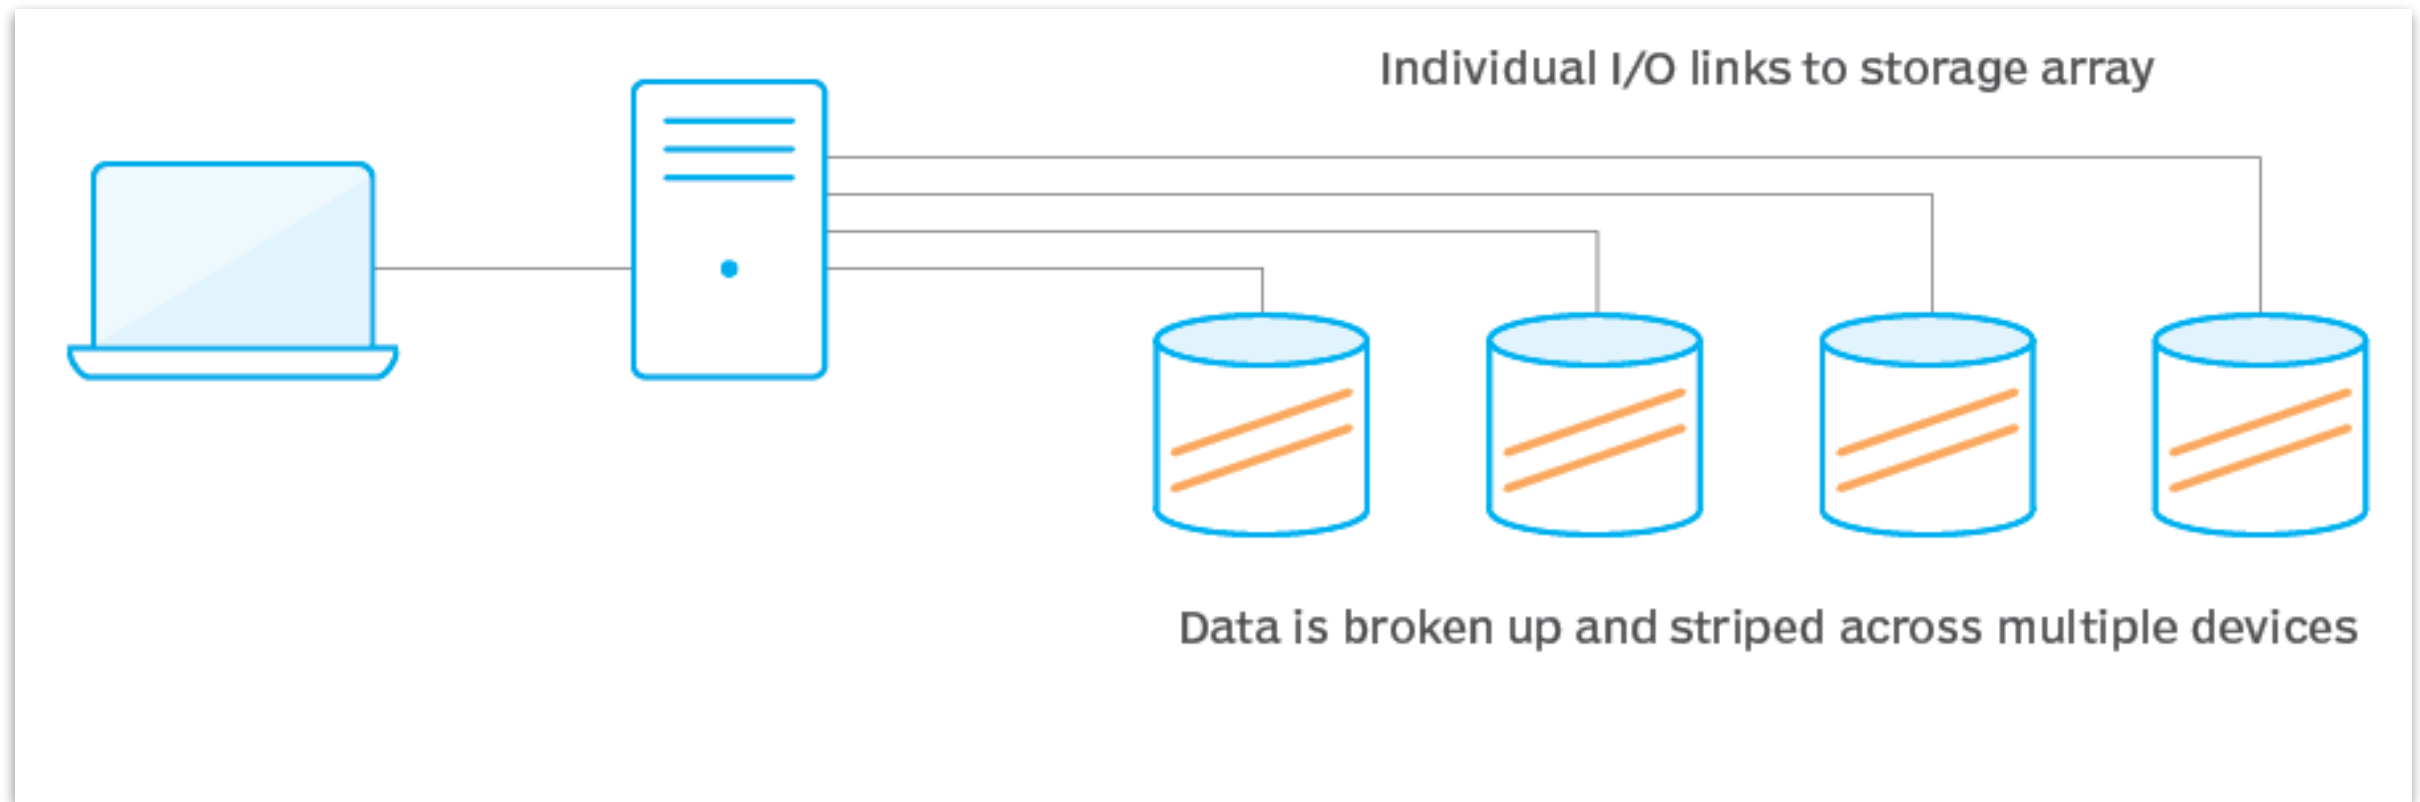 Individual I/O links to storage array
Data is broken up and striped across multiple devices